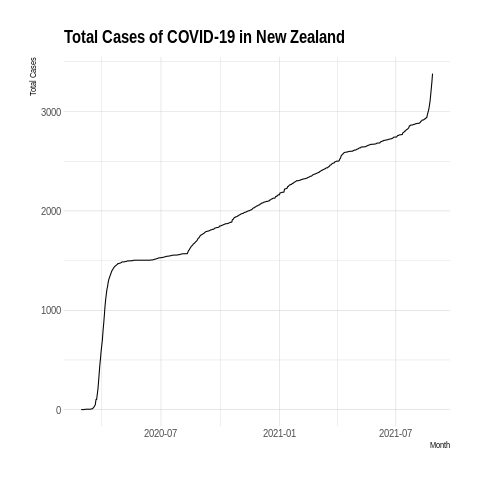 Total Cases of COVID-19 in New Zealand
Total Cases
3000
2000
1000
0
2020-07
2021-01
2021-07
Month